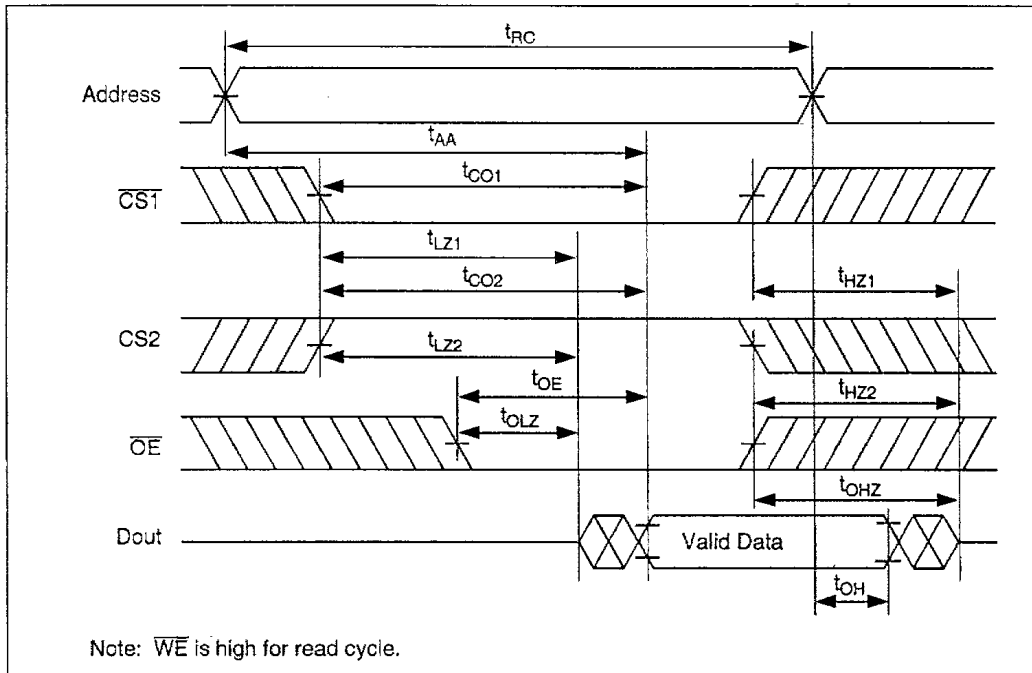 tRC
Address
tAA
tCO1
CS1
tLZ1
tCO2
tHZ1
CS2
tLZ2
tOE
tHZ2
tOLZ
OE
tOHZ
Dout
Valid Data
tOH
Note: WE is high for read cycle.